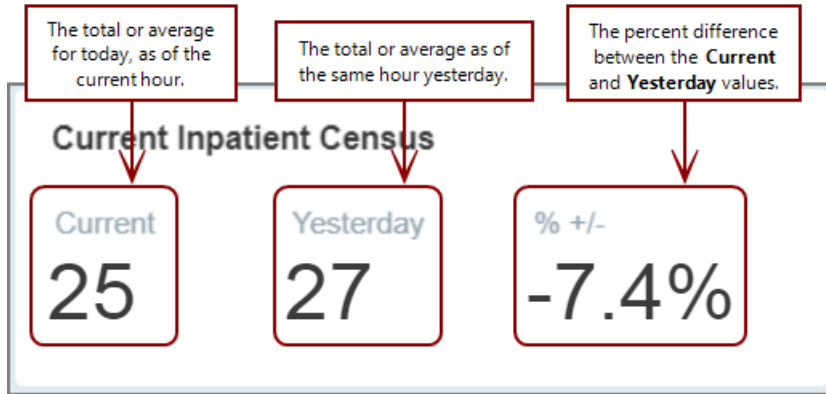 The total or average
for today, as of the
current hour.
The total or average as of
the same hour yesterday.
The percent difference
between the Current
and Yesterday values.
Current Inpatient Census
Current
25
Yesterday
27
% +/-
-7.4%